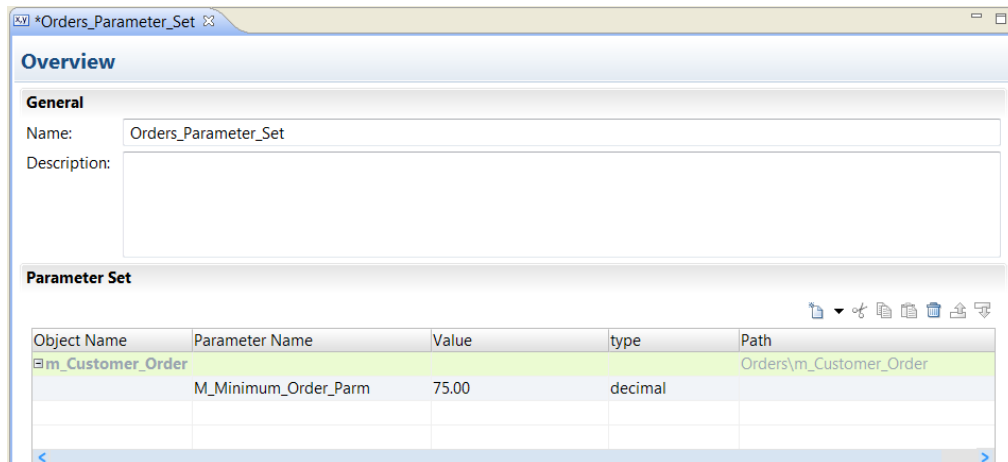 *Orders_Parameter_Set
Overview
General
Name: Orders_Parameter_Set
Description:
Parameter Set
Object Name Parameter Name Value type Path
m_Customer_Order Orders\m_Customer_Order
M_Minimum_Order_Parm 75.00 decimal